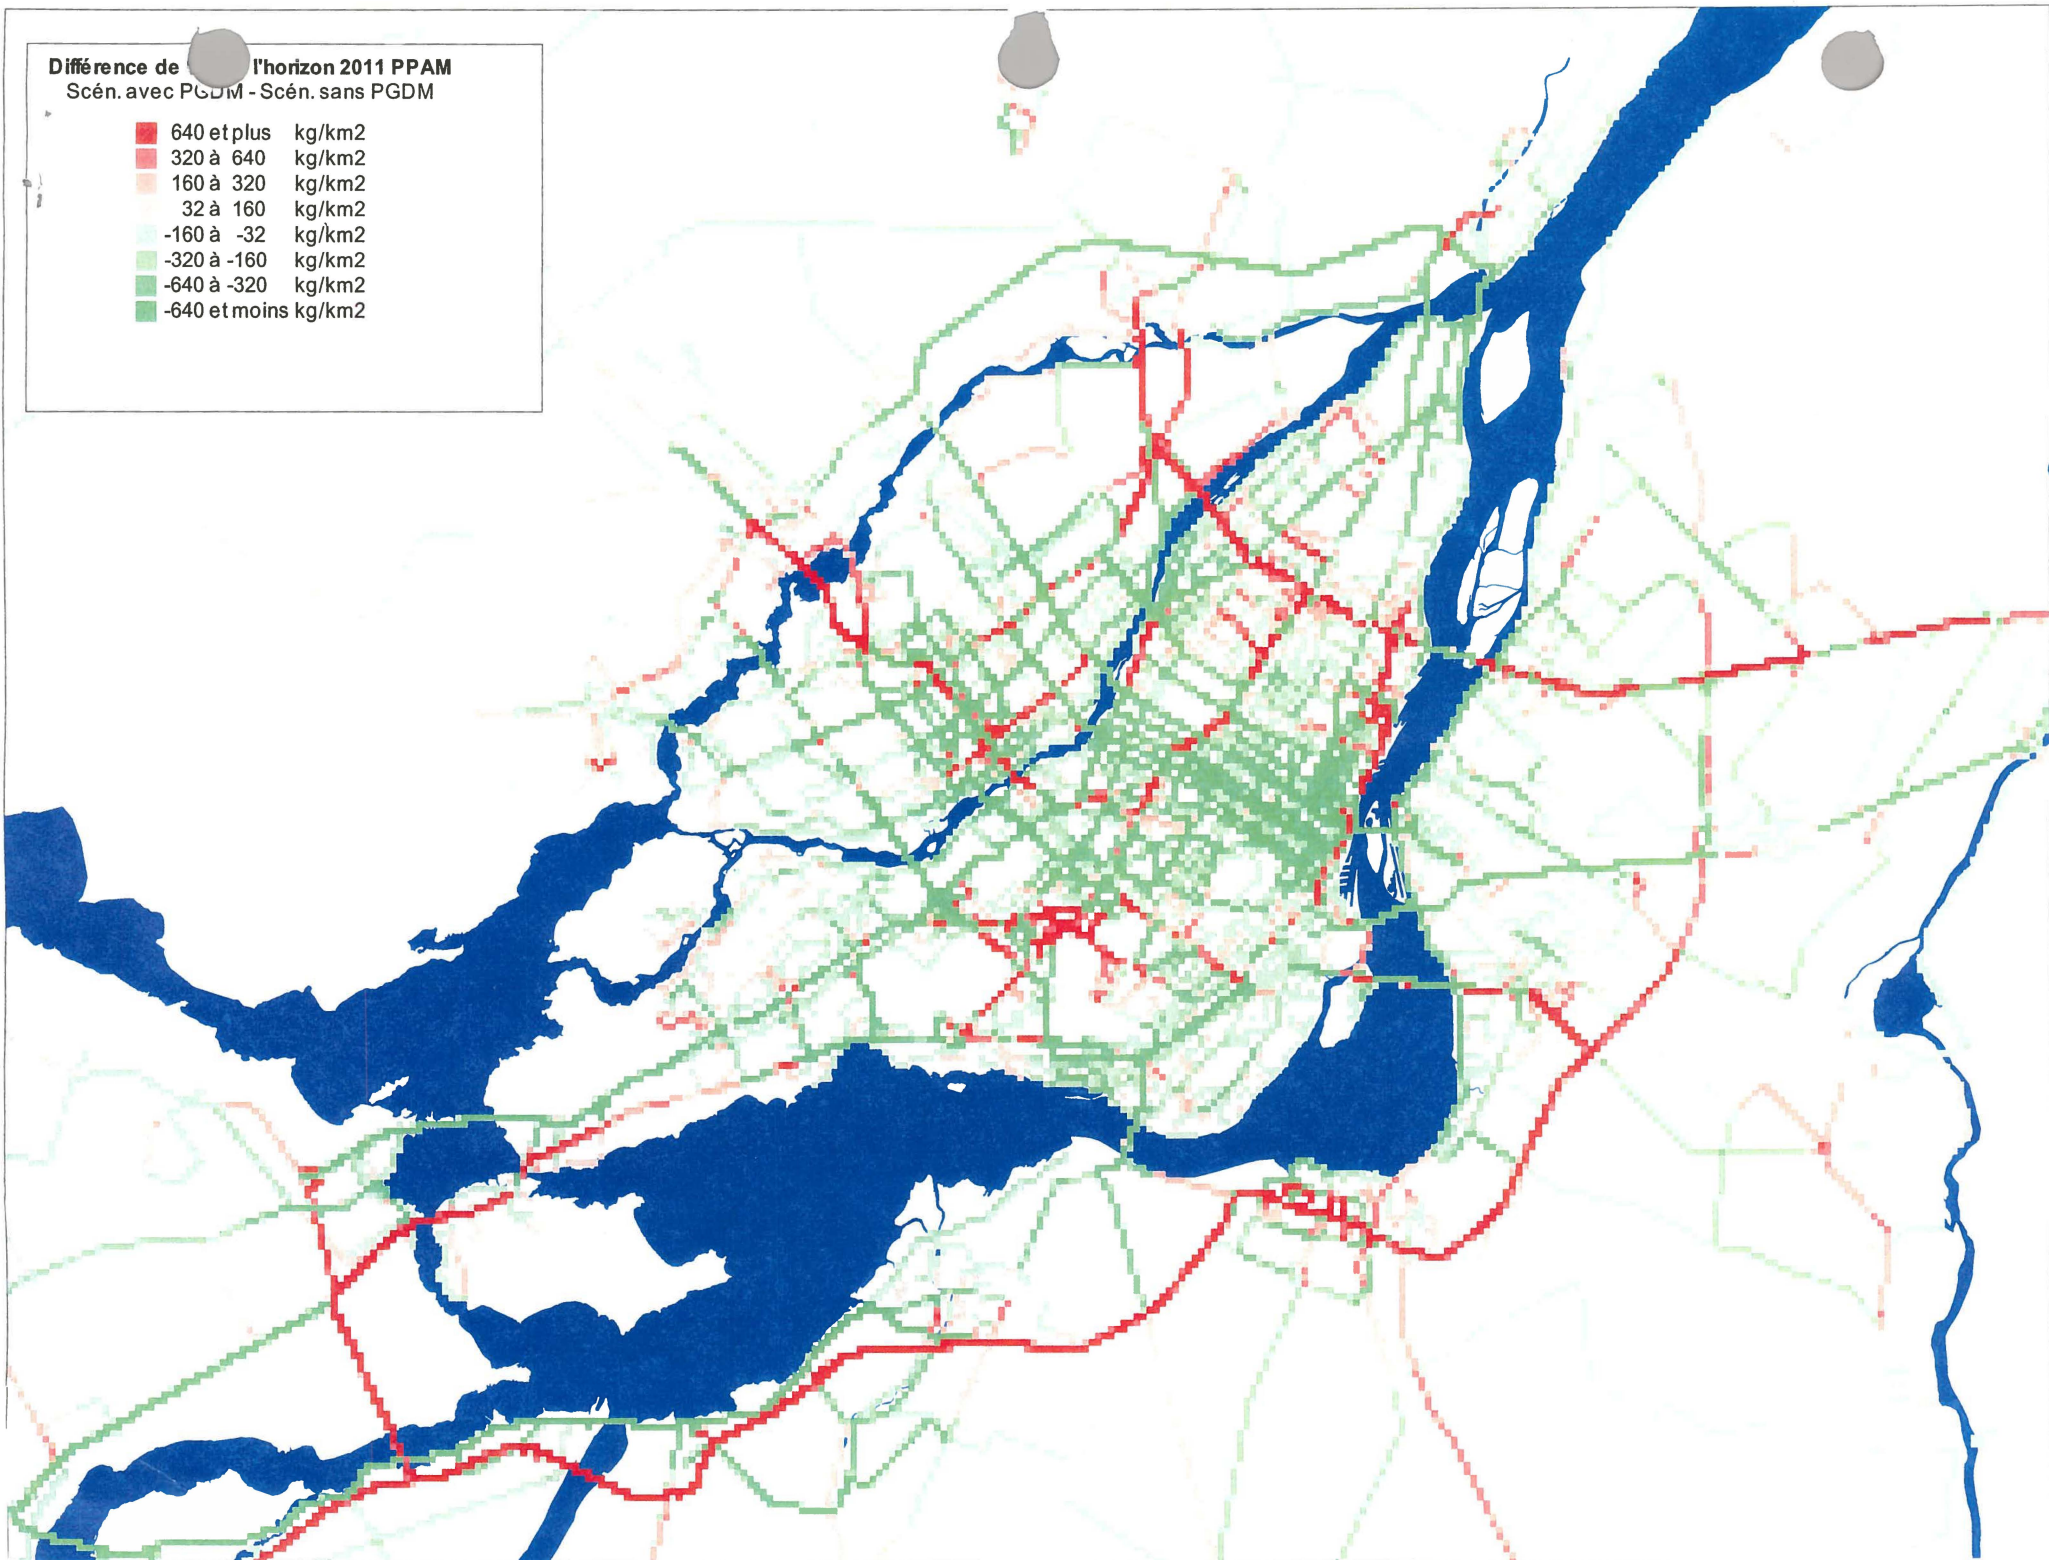 Différence de l'horizon 2011 PPAM
Scén. avec PGDM - Scén. sans PGDM
640 et plus kg/km2
320 à 640 kg/km2
160 à 320 kg/km2
32 à 160 kg/km2
-160 à -32 kg/km2
-320 à -160 kg/km2
-640 à -320 kg/km2
-640 et moins kg/km2